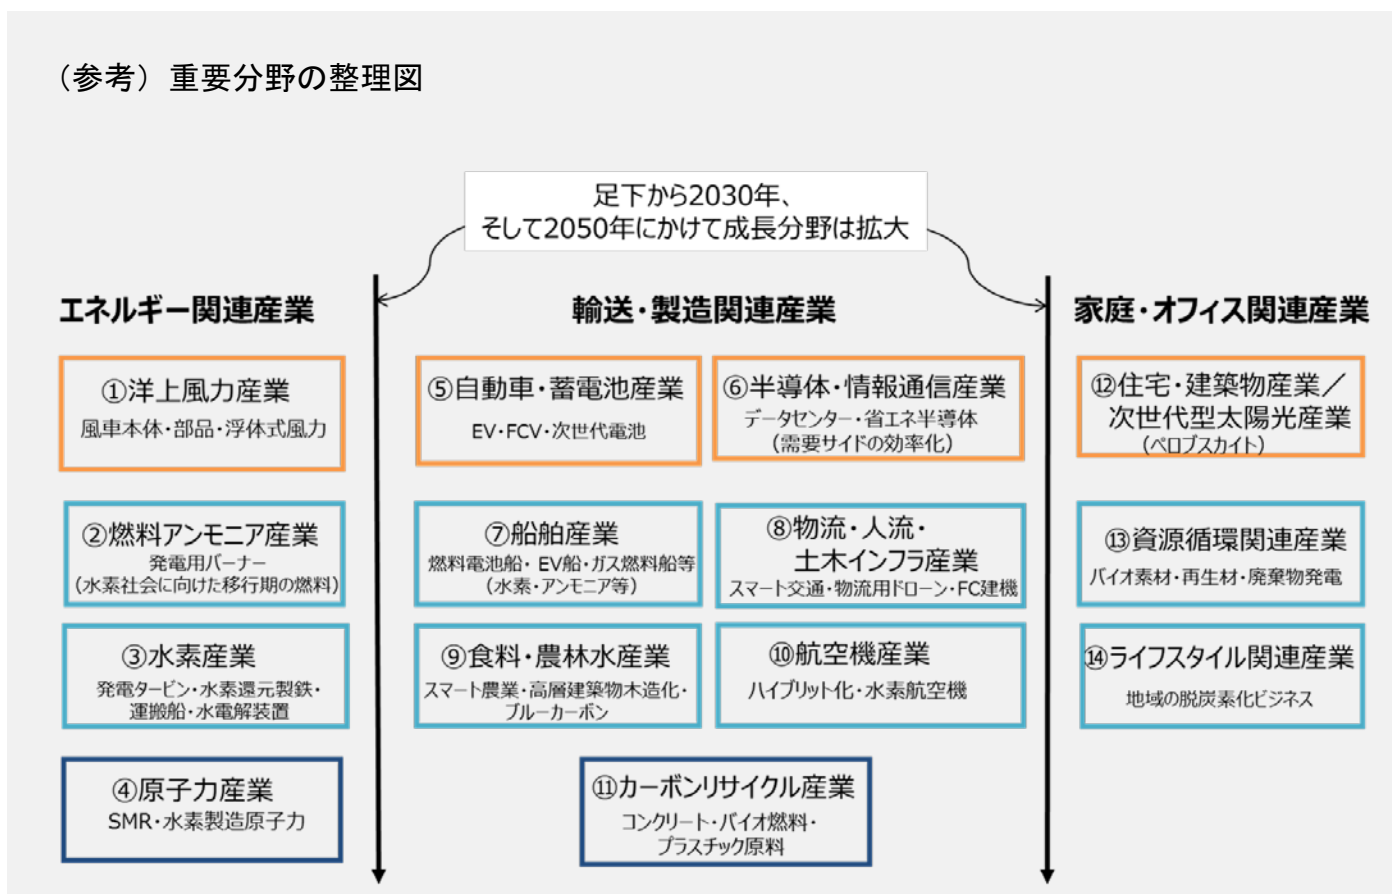 （参考）重要分野の整理図
足下から2030年、
そして2050年にかけて成長分野は拡大
エネルギー関連産業
①洋上風力産業
風車本体・部品・浮体式風力
②燃料アンモニア産業
発電用バーナー
（水素社会に向けた移行期の燃料）
③水素産業
発電タービン・水素還元製鉄・
運搬船・水電解装置
④原子力産業
SMR・水素製造原子力
輸送・製造関連産業
⑤自動車・蓄電池産業
EV・FCV・次世代電池
⑥半導体・情報通信産業
データセンター・省エネ半導体
（需要サイドの効率化）
⑦船舶産業
燃料電池船・EV船・ガス燃料船等
（水素・アンモニア等）
⑧物流・人流・
土木インフラ産業
スマート交通・物流用ドローン・FC建機
⑨食料・農林水産業
スマート農業・高層建築物木造化・
ブルーカーボン
⑩航空機産業
ハイブリット化・水素航空機
⑪カーボンリサイクル産業
コンクリート・バイオ燃料・
プラスチック原料
家庭・オフィス関連産業
⑫住宅・建築物産業／
次世代型太陽光産業
（ペロブスカイト）
⑬資源循環関連産業
バイオ素材・再生材・廃棄物発電
⑭ライフスタイル関連産業
地域の脱炭素化ビジネス